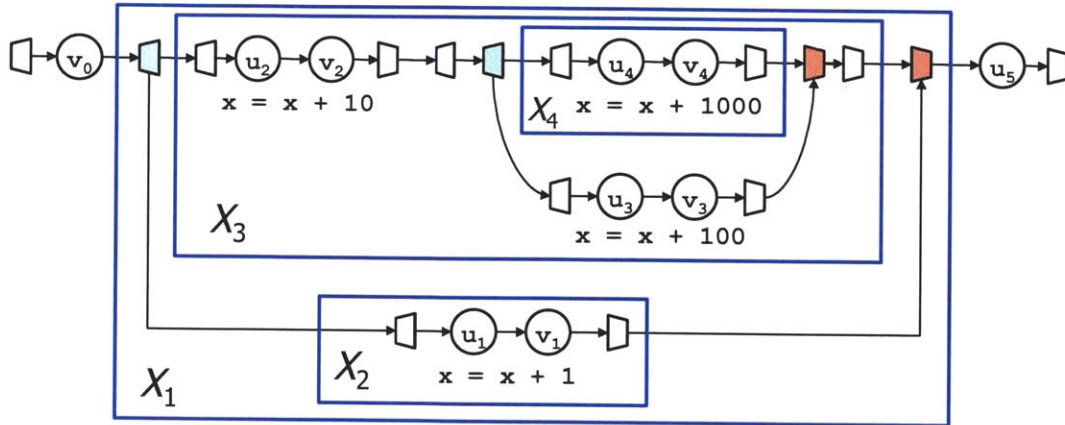 v0 u2 v2 u4 v4 u5
x = x + 10
X4 x = x + 1000
u3 v3
X3 x = x + 100
u1 v1
X2 x = x + 1
X1